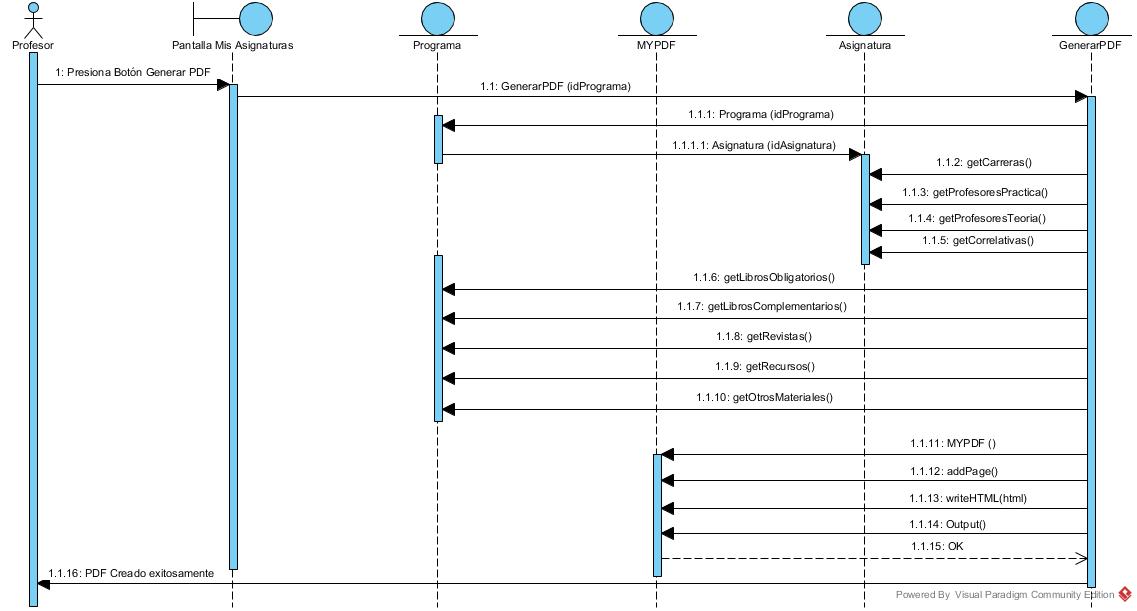 Profesor
Pantalla Mis Asignaturas
Programa
MYPDF
Asignatura
GenerarPDF
1: Presiona Botón Generar PDF
1.1: GenerarPDF (idPrograma)
1.1.1: Programa (idPrograma)
1.1.1.1: Asignatura (idAsignatura)
1.1.2: getCarreras()
1.1.3: getProfesoresPractica()
1.1.4: getProfesoresTeoria()
1.1.5: getCorrelativas()
1.1.6: getLibrosObligatorios()
1.1.7: getLibrosComplementarios()
1.1.8: getRevistas()
1.1.9: getRecursos()
1.1.10: getOtrosMateriales()
1.1.11: MYPDF ()
1.1.12: addPage()
1.1.13: writeHTML(html)
1.1.14: Output()
1.1.15: OK
1.1.16: PDF Creado exitosamente
Powered By Visual Paradigm Community Edition